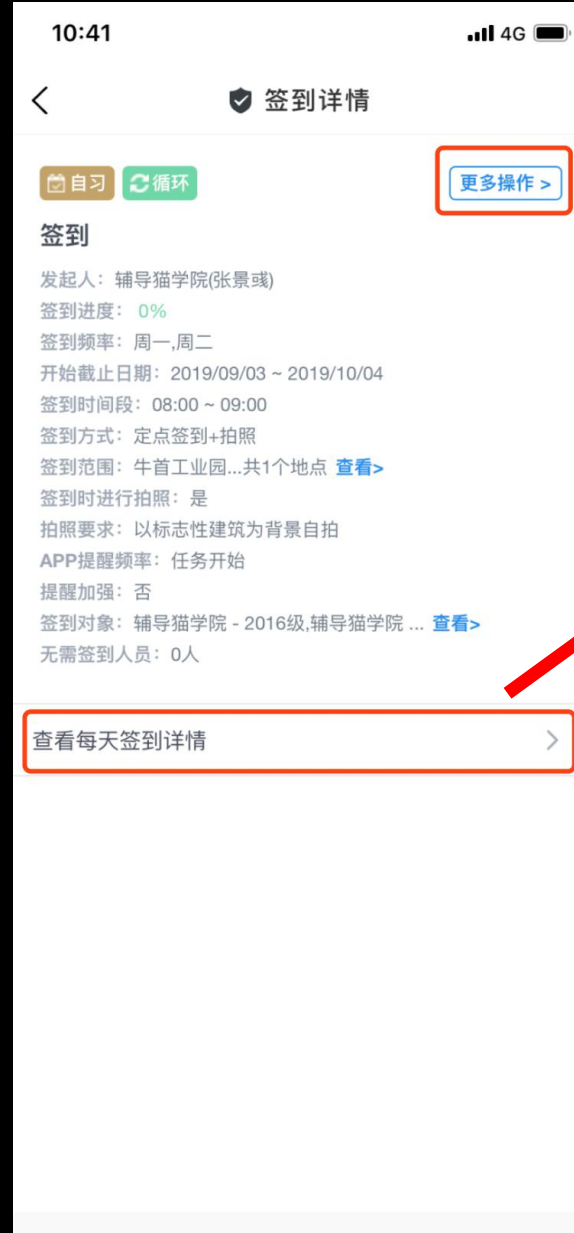 10:41
4G
签到详情
自习 循环
更多操作 >
签到
发起人：辅导猫学院(张景彧)
签到进度： 0%
签到频率：周一,周二
开始截止日期：2019/09/03 ~ 2019/10/04
签到时间段：08:00 ~ 09:00
签到方式：定点签到+拍照
签到范围：牛首工业园...共1个地点 查看>
签到时进行拍照：是
拍照要求：以标志性建筑为背景自拍
APP提醒频率：任务开始
提醒加强：否
签到对象：辅导猫学院 - 2016级,辅导猫学院 ... 查看>
无需签到人员：0人
查看每天签到详情